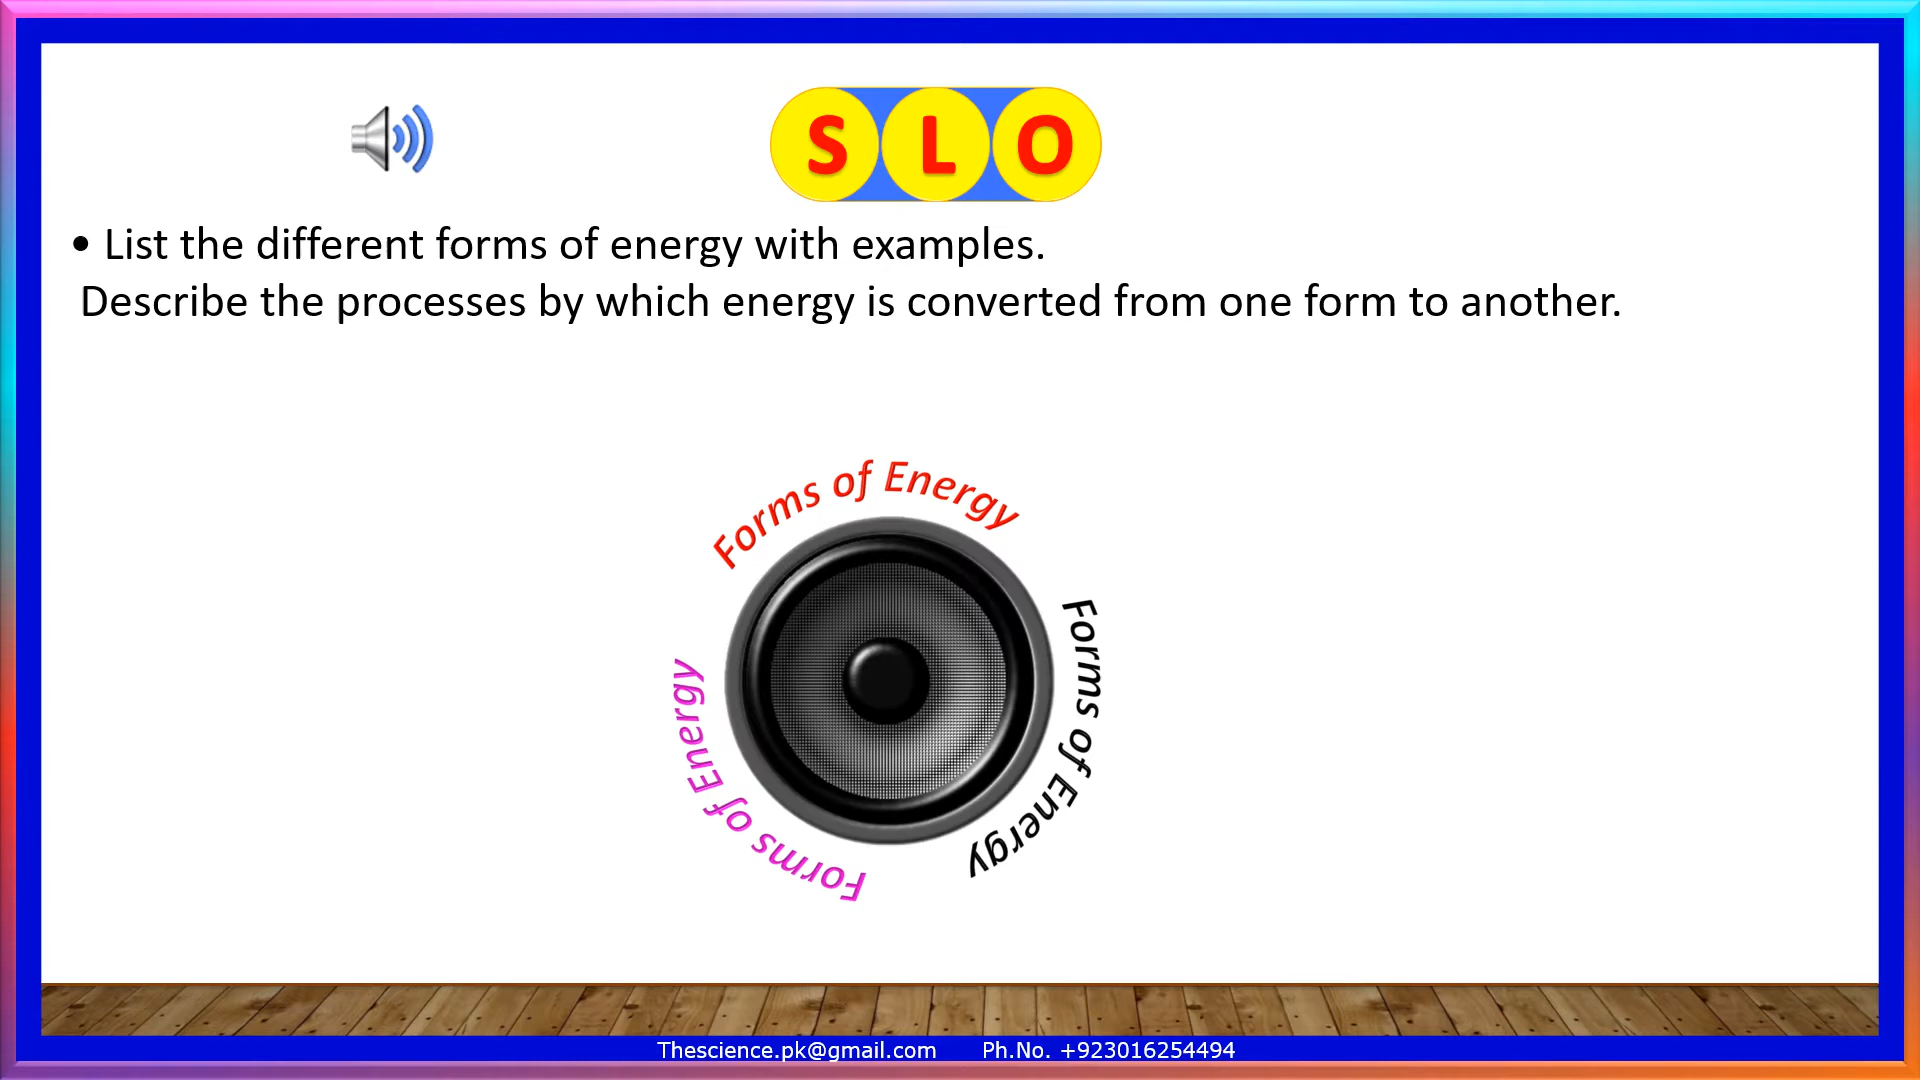 SLO
• List the different forms of energy with examples.
Describe the processes by which energy is converted from one form to another.
Forms of Energy
Forms of Energy
Forms of Energy
Thescience.pk@gmail.com Ph.No. +923016254494